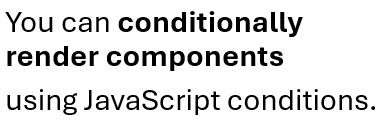 You can conditionally
render components
using JavaScript conditions.